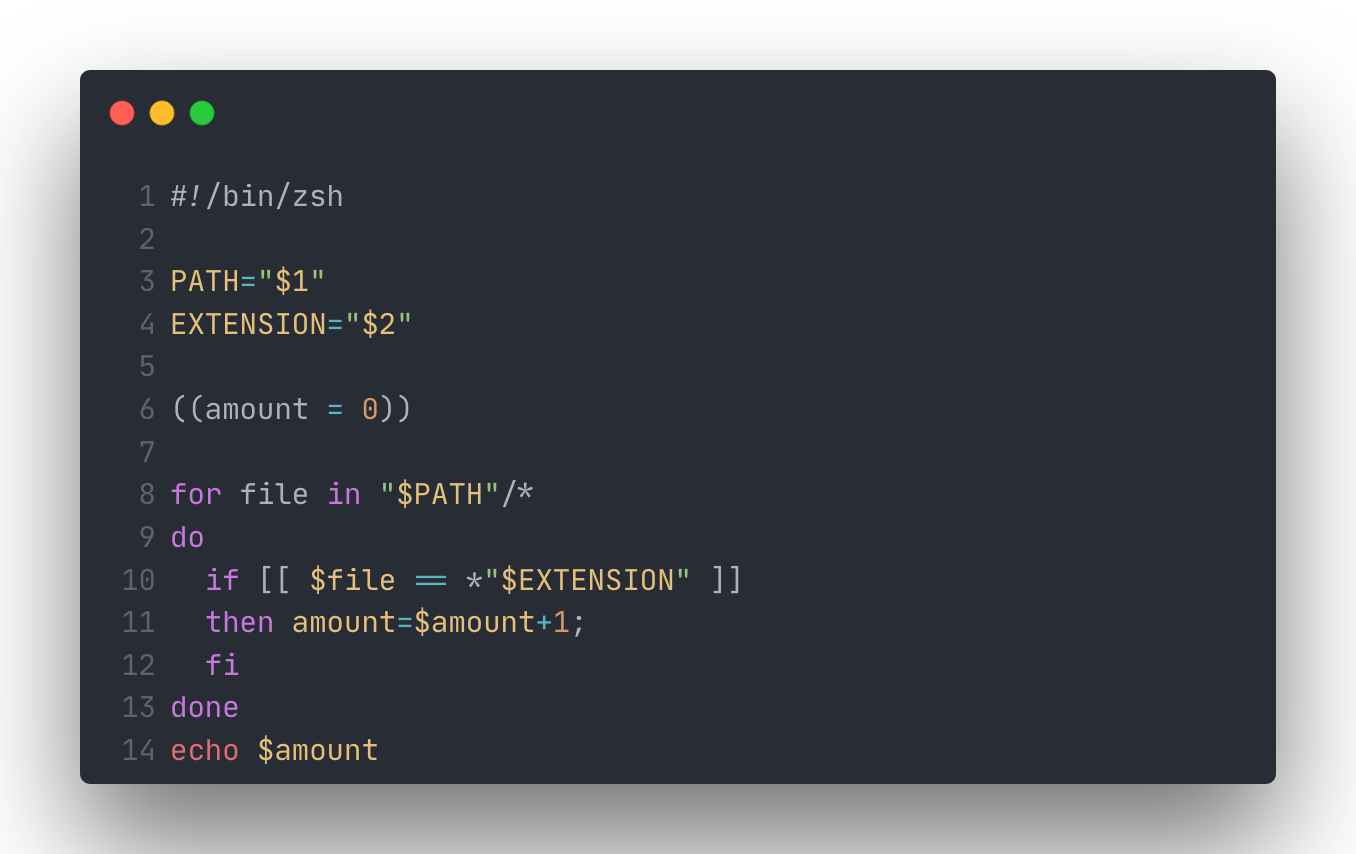 1 #!/bin/zsh
2
3 PATH="$1"
4 EXTENSION="$2"
5
6 ((amount = 0))
7
8 for file in "$PATH"/*
9 do
10   if [[ $file == *"$EXTENSION" ]]
11   then amount=$amount+1;
12   fi
13 done
14 echo $amount